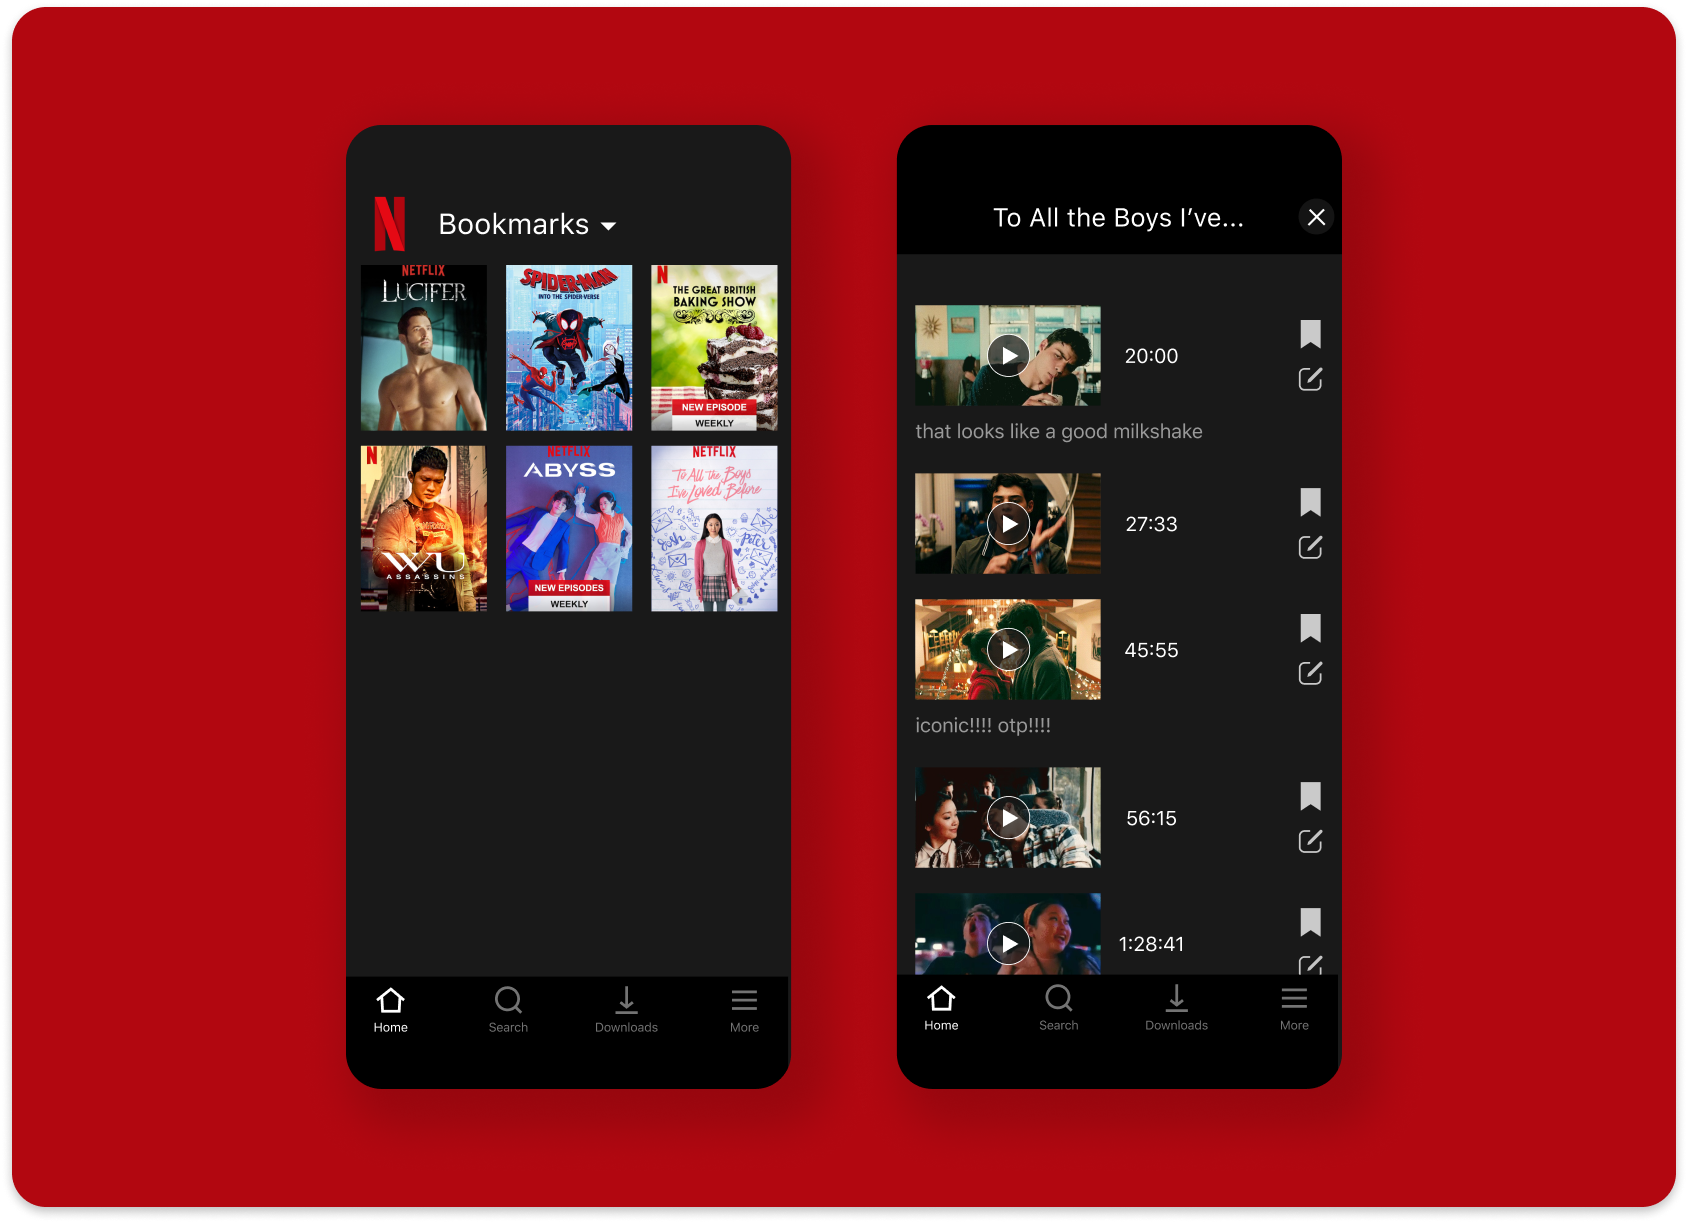 N Bookmarks
NETFLIX
LUCIFER
SPIDER-MAN
INTO THE SPIDER-VERSE
N
THE GREAT BRITISH
BAKING SHOW
NEW EPISODE
WEEKLY
N
WU
ASSASSINS
NETFLIX
ABYSS
NEW EPISODES
WEEKLY
NETFLIX
To All the Boys
I've Loved Before
Josh
Peter
Home
Search
Downloads
More
To All the Boys I’ve...
20:00
that looks like a good milkshake
27:33
45:55
iconic!!!! otp!!!!
56:15
1:28:41
Home
Search
Downloads
More